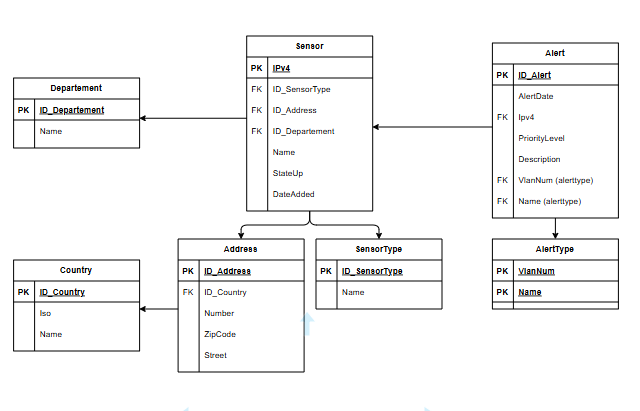 Sensor
PK IPv4
FK ID_SensorType
FK ID_Address
FK ID_Departement
Name
StateUp
DateAdded
Alert
PK ID_Alert
AlertDate
FK Ipv4
PriorityLevel
Description
FK VlanNum (alerttype)
FK Name (alerttype)
Departement
PK ID_Departement
Name
Address
PK ID_Address
FK ID_Country
Number
ZipCode
Street
SensorType
PK ID_SensorType
Name
AlertType
PK VlanNum
PK Name
Country
PK ID_Country
Iso
Name